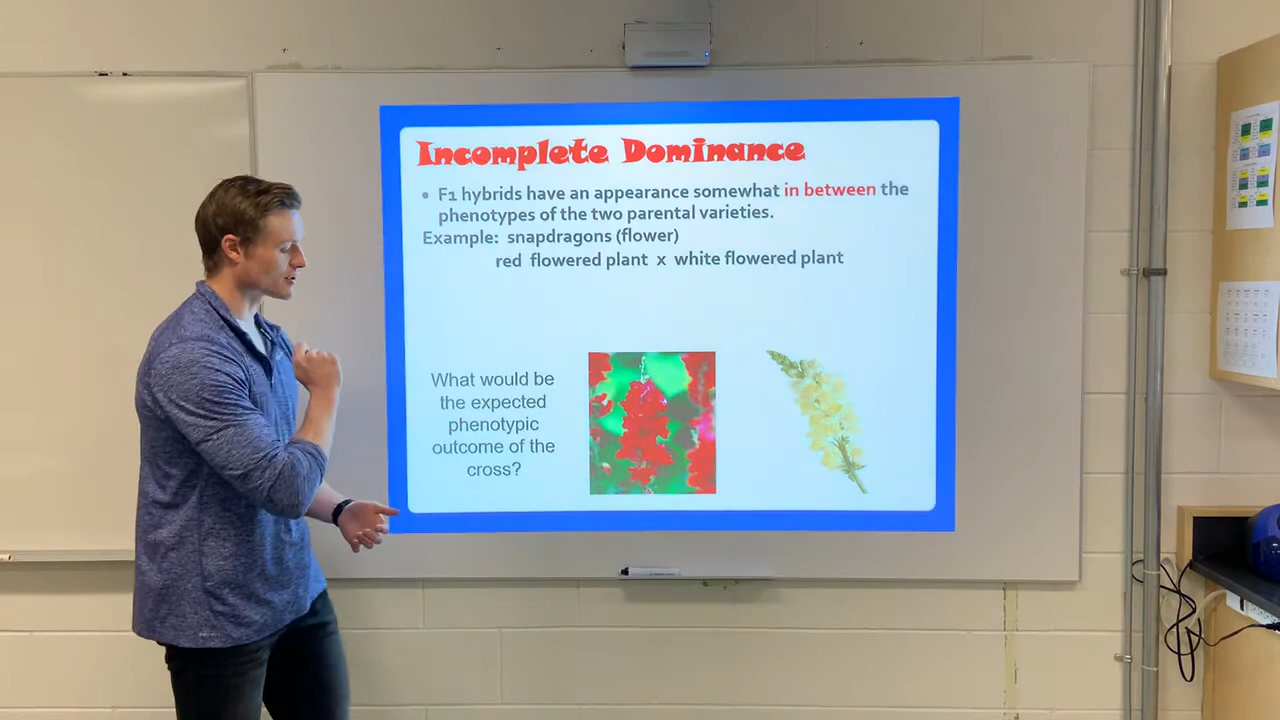 Incomplete Dominance
• F1 hybrids have an appearance somewhat in between the
phenotypes of the two parental varieties.
Example: snapdragons (flower)
red flowered plant x white flowered plant
What would be
the expected
phenotypic
outcome of the
cross?